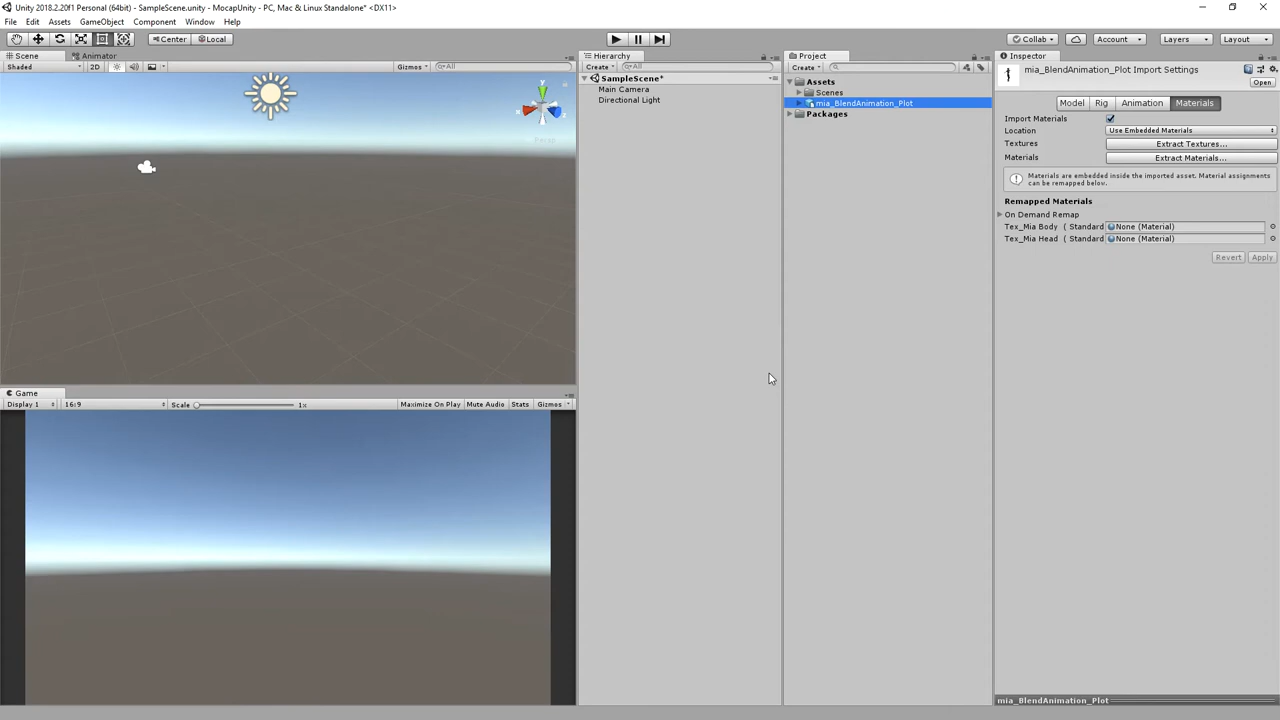 Unity 2018.2.20f1 Personal (64bit) - SampleScene.unity - MocapUnity - PC, Mac & Linux Standalone* <DX11>
File Edit Assets GameObject Component Window Help
Center Local Collab Account Layers Layout
Scene Animator
Shaded 2D Gizmos All
y
x
z
Persp
Game
Display 1 16:9 Scale 1x Maximize On Play Mute Audio Stats Gizmos
Hierarchy
Create All
SampleScene*
Main Camera
Directional Light
Project
Create
Assets
Scenes
mia_BlendAnimation_Plot
Packages
Inspector
mia_BlendAnimation_Plot Import Settings
Open
Model Rig Animation Materials
Import Materials
Location Use Embedded Materials
Textures Extract Textures...
Materials Extract Materials...
Materials are embedded inside the imported asset. Material assignments
can be remapped below.
Remapped Materials
On Demand Remap
Tex_Mia Body ( Standard None (Material)
Tex_Mia Head ( Standard None (Material)
Revert Apply
mia_BlendAnimation_Plot